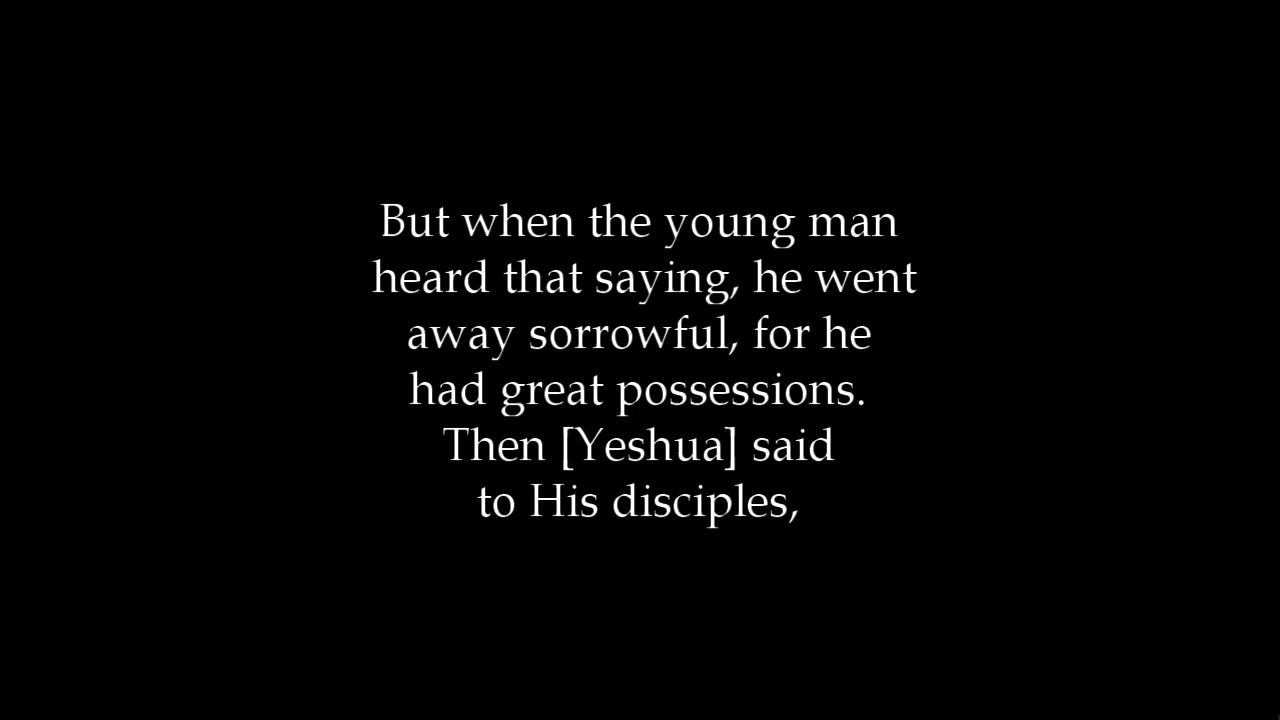 But when the young man
heard that saying, he went
away sorrowful, for he
had great possessions.
Then [Yeshua] said
to His disciples,